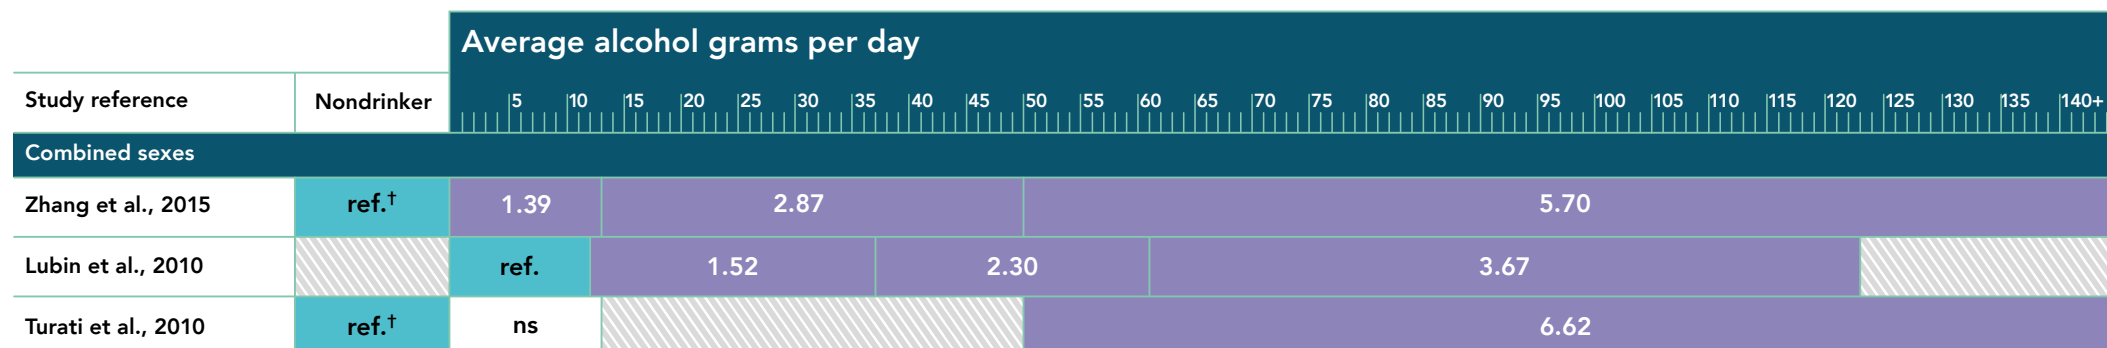 Average alcohol grams per day
Study reference Nondrinker 5 10 15 20 25 30 35 40 45 50 55 60 65 70 75 80 85 90 95 100 105 110 115 120 125 130 135 140+
Combined sexes
Zhang et al., 2015 ref.† 1.39 2.87 5.70
Lubin et al., 2010 ref. 1.52 2.30 3.67
Turati et al., 2010 ref.† ns 6.62